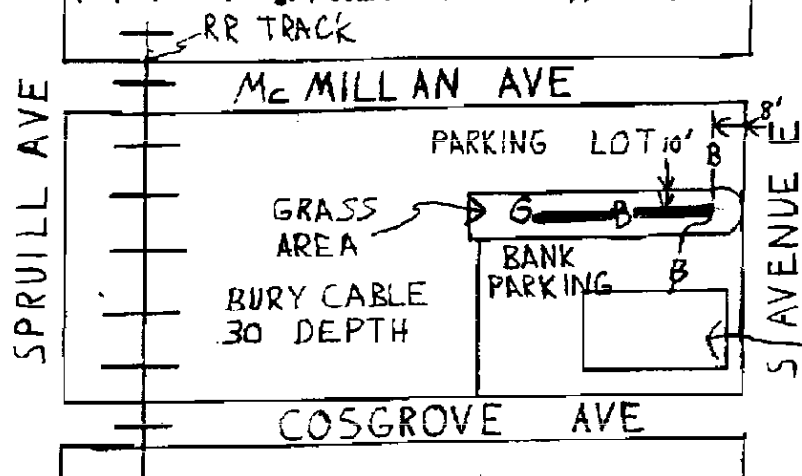 RR TRACK
McMILLAN AVE
SPRUILL AVE
8'
PARKING LOT 10'
B
GRASS
AREA
G B
BANK
PARKING
B
BURY CABLE
30 DEPTH
S/AVENUE E
COSGROVE AVE